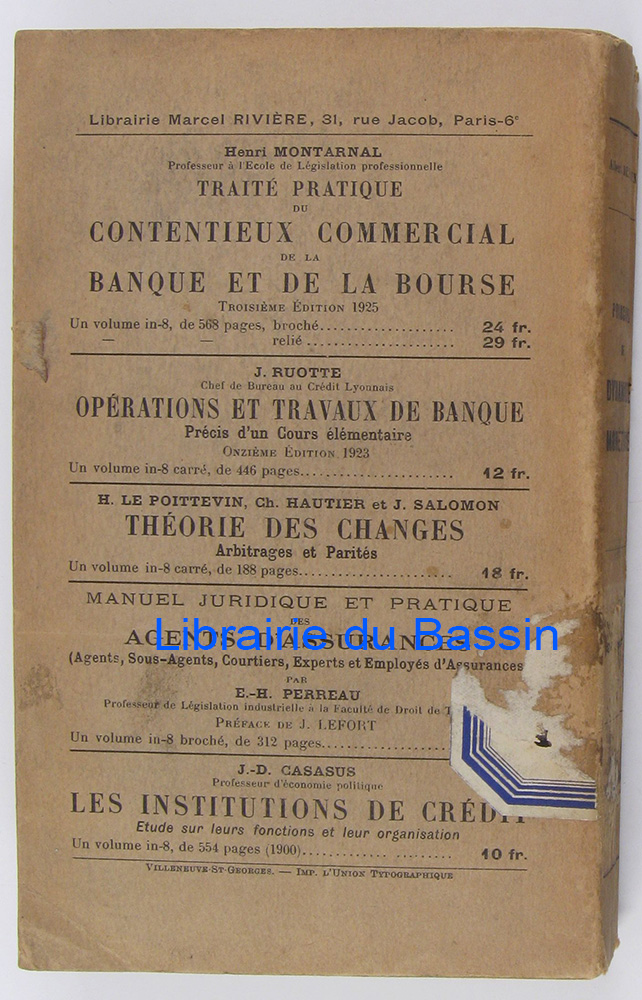 Librairie Marcel RIVIÈRE, 31, rue Jacob, Paris-6e
Henri MONTARNAL
Professeur à l'Ecole de Législation professionnelle
TRAITÉ PRATIQUE
DU
CONTENTIEUX COMMERCIAL
DE LA
BANQUE ET DE LA BOURSE
TROISIÈME ÉDITION 1925
Un volume in-8, de 568 pages, broché.................... 24 fr.
— — relié ...................... 29 fr.
J. RUOTTE
Chef de Bureau au Crédit Lyonnais
OPÉRATIONS ET TRAVAUX DE BANQUE
Précis d'un Cours élémentaire
ONZIÈME ÉDITION 1923
Un volume in-8 carré, de 446 pages....................... 12 fr.
H. LE POITTEVIN, Ch. HAUTIER et J. SALOMON
THÉORIE DES CHANGES
Arbitrages et Parités
Un volume in-8 carré, de 188 pages....................... 18 fr.
MANUEL JURIDIQUE ET PRATIQUE
DES
AGENTS D'ASSURANCES
Librairie du Bassin
(Agents, Sous-Agents, Courtiers, Experts et Employés d'Assurances
PAR
E.-H. PERREAU
Professeur de Législation industrielle à la Faculté de Droit de
PRÉFACE DE J. LEFORT
Un volume in-8 broché, de 312 pages...................
J.-D. CASASUS
Professeur d'économie politique
LES INSTITUTIONS DE CRÉDIT
Etude sur leurs fonctions et leur organisation
Un volume in-8, de 554 pages (1900)............ .......... 10 fr.
VILLENEUVE-ST-GEORGES. — IMP. L'UNION TYPOGRAPHIQUE